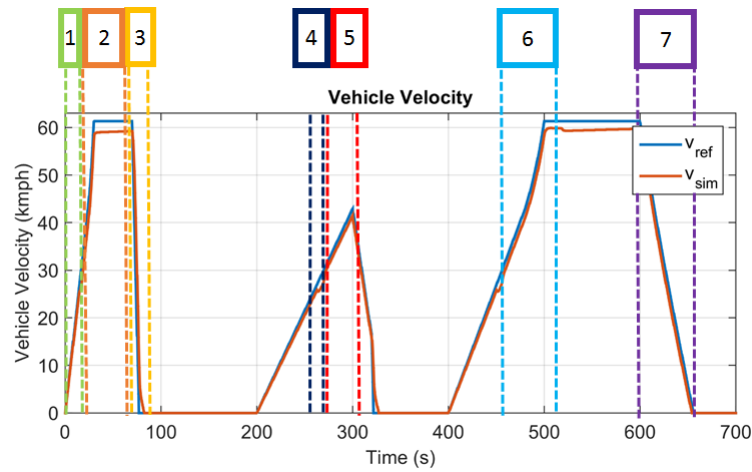 1 2 3 4 5 6 7
Vehicle Velocity
Vehicle Velocity (kmph)
60
50
40
30
20
10
0
v_ref
v_sim
0 100 200 300 400 500 600 700
Time (s)